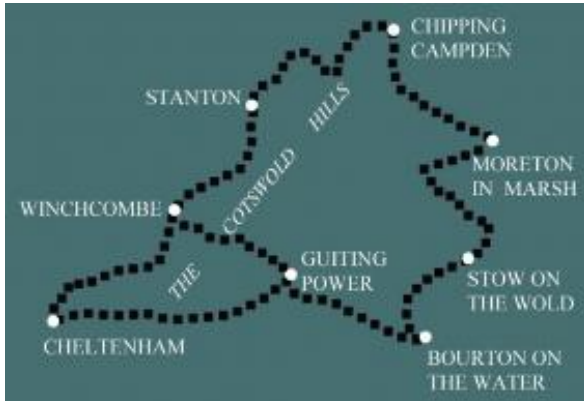 CHIPPING
CAMPDEN
STANTON
HILLS
COTSWOLD
THE
WINCHCOMBE
MORETON
IN MARSH
GUITING
POWER
STOW ON
THE WOLD
CHELTENHAM
BOURTON ON
THE WATER